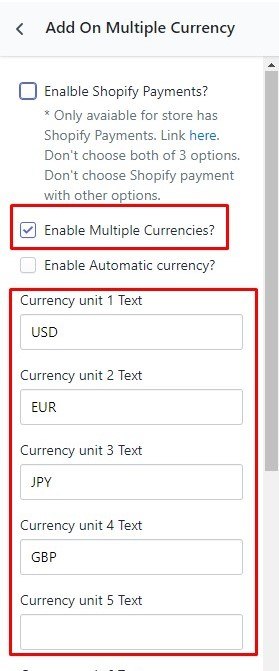 Add On Multiple Currency
Enalble Shopify Payments?
* Only avaiable for store has
Shopify Payments. Link here.
Don't choose both of 3 options.
Don't choose Shopify payment
with other options.
Enable Multiple Currencies?
Enable Automatic currency?
Currency unit 1 Text
USD
Currency unit 2 Text
EUR
Currency unit 3 Text
JPY
Currency unit 4 Text
GBP
Currency unit 5 Text